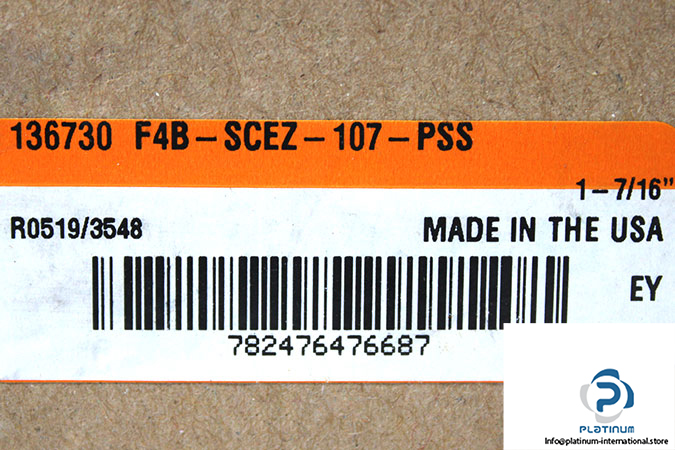 136730 F4B-SCEZ-107-PSS
1-7/16"
R0519/3548
MADE IN THE USA
EY
782476476687
PLATINUM
Info@platinum-international.store